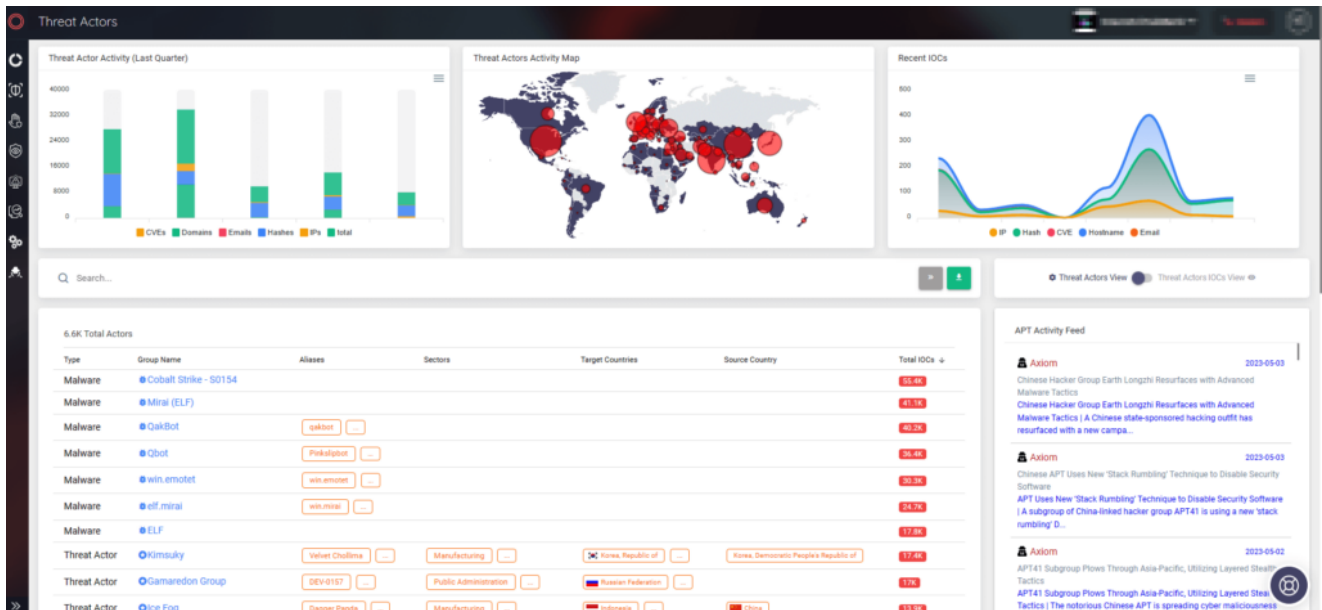 Threat Actors
Threat Actor Activity (Last Quarter)
40000
32000
24000
16000
8000
0
CVEs Domains Emails Hashes IPs total
Threat Actors Activity Map
Recent IOCs
400
300
200
100
0
IP Hash CVE Hostname Email
Search...
Threat Actors View Threat Actors IOCs View
6.6K Total Actors
Type Group Name Aliases Sectors Target Countries Source Country Total IOCs
Malware Cobalt Strike - S0154 55.4K
Malware Mirai (ELF) 41.1K
Malware QakBot qakbot ... 40.2K
Malware Qbot Pinkslipbot ... 36.4K
Malware win.emotet win.emotet ... 30.3K
Malware elf.mirai win.mirai ... 24.7K
Malware ELF 17.8K
Threat Actor Kimsuky Velvet Chollima ... Manufacturing ... Korea, Republic of ... Korea, Democratic People's Republic of 17.4K
Threat Actor Gamaredon Group DEV-0157 ... Public Administration ... Russian Federation ... 17K
Threat Actor Ice Fog Dagger Panda ... Manufacturing ... Indonesia ... China 13.9K
APT Activity Feed
Axiom 2023-05-03
Chinese Hacker Group Earth Longzhi Resurfaces with Advanced
Malware Tactics
Chinese Hacker Group Earth Longzhi Resurfaces with Advanced
Malware Tactics | A Chinese state-sponsored hacking outfit has
resurfaced with a new campa...
Axiom 2023-05-03
Chinese APT Uses New 'Stack Rumbling' Technique to Disable Security
Software
APT Uses New 'Stack Rumbling' Technique to Disable Security Software
| A subgroup of China-linked hacker group APT41 is using a new 'stack
rumbling' D...
Axiom 2023-05-02
APT41 Subgroup Plows Through Asia-Pacific, Utilizing Layered Stealth
Tactics
APT41 Subgroup Plows Through Asia-Pacific, Utilizing Layered
Tactics | The notorious Chinese APT is spreading cyber maliciousness